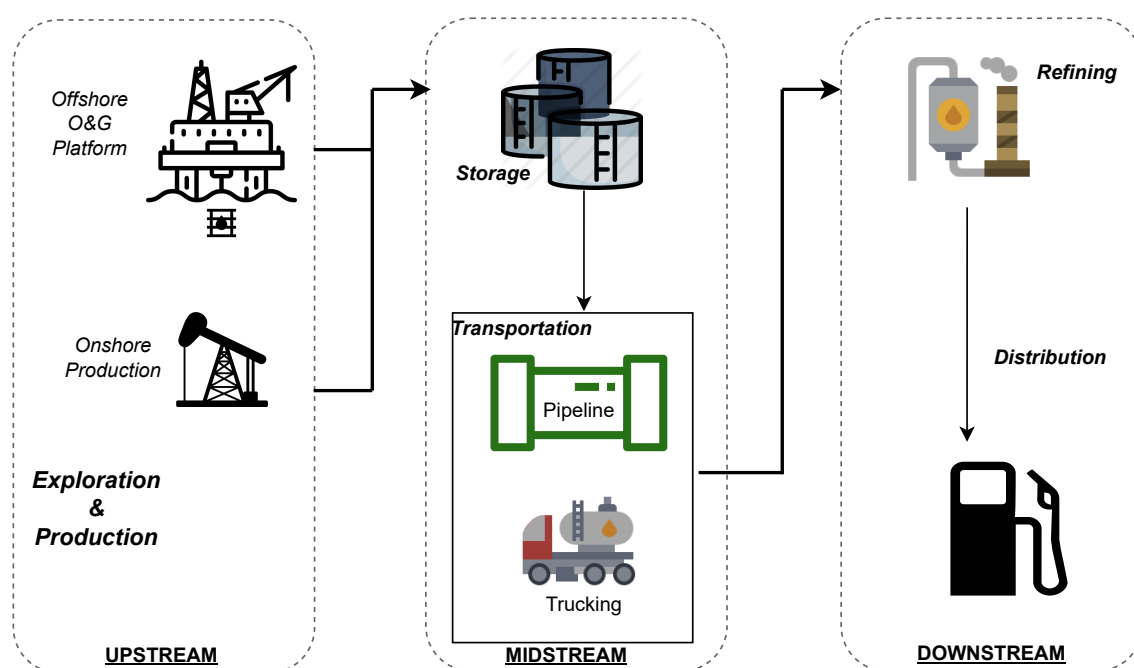 Offshore
O&G
Platform
Onshore
Production
Exploration
&
Production
UPSTREAM
Storage
Transportation
Pipeline
Trucking
MIDSTREAM
Refining
Distribution
DOWNSTREAM